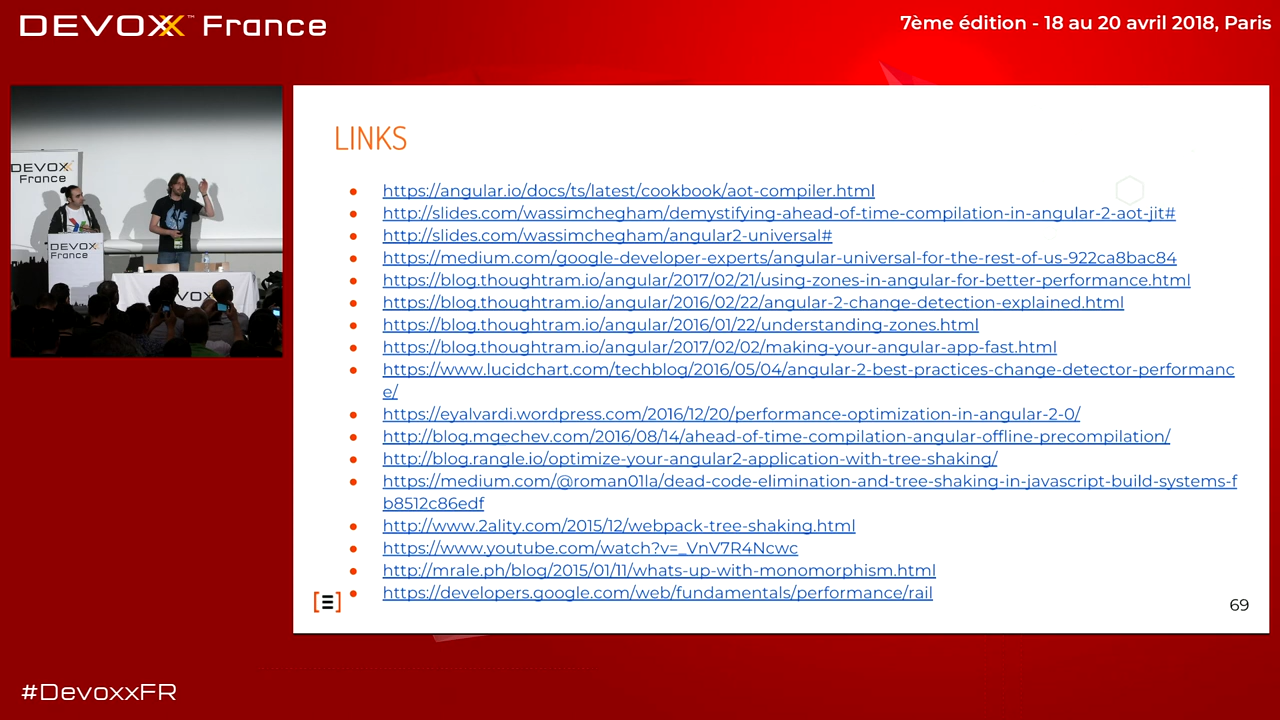 DEVOXX™ France
7ème édition - 18 au 20 avril 2018, Paris
DEVOXX
France
DEVOXX
France
LINKS
https://angular.io/docs/ts/latest/cookbook/aot-compiler.html
http://slides.com/wassimchegham/demystifying-ahead-of-time-compilation-in-angular-2-aot-jit#
http://slides.com/wassimchegham/angular2-universal#
https://medium.com/google-developer-experts/angular-universal-for-the-rest-of-us-922ca8bac84
https://blog.thoughtram.io/angular/2017/02/21/using-zones-in-angular-for-better-performance.html
https://blog.thoughtram.io/angular/2016/02/22/angular-2-change-detection-explained.html
https://blog.thoughtram.io/angular/2016/01/22/understanding-zones.html
https://blog.thoughtram.io/angular/2017/02/02/making-your-angular-app-fast.html
https://www.lucidchart.com/techblog/2016/05/04/angular-2-best-practices-change-detector-performanc
e/
https://eyalvardi.wordpress.com/2016/12/20/performance-optimization-in-angular-2-0/
http://blog.mgechev.com/2016/08/14/ahead-of-time-compilation-angular-offline-precompilation/
http://blog.rangle.io/optimize-your-angular2-application-with-tree-shaking/
https://medium.com/@roman01la/dead-code-elimination-and-tree-shaking-in-javascript-build-systems-f
b8512c86edf
http://www.2ality.com/2015/12/webpack-tree-shaking.html
https://www.youtube.com/watch?v=_VnV7R4Ncwc
http://mrale.ph/blog/2015/01/11/whats-up-with-monomorphism.html
https://developers.google.com/web/fundamentals/performance/rail
69
#DevoxxFR